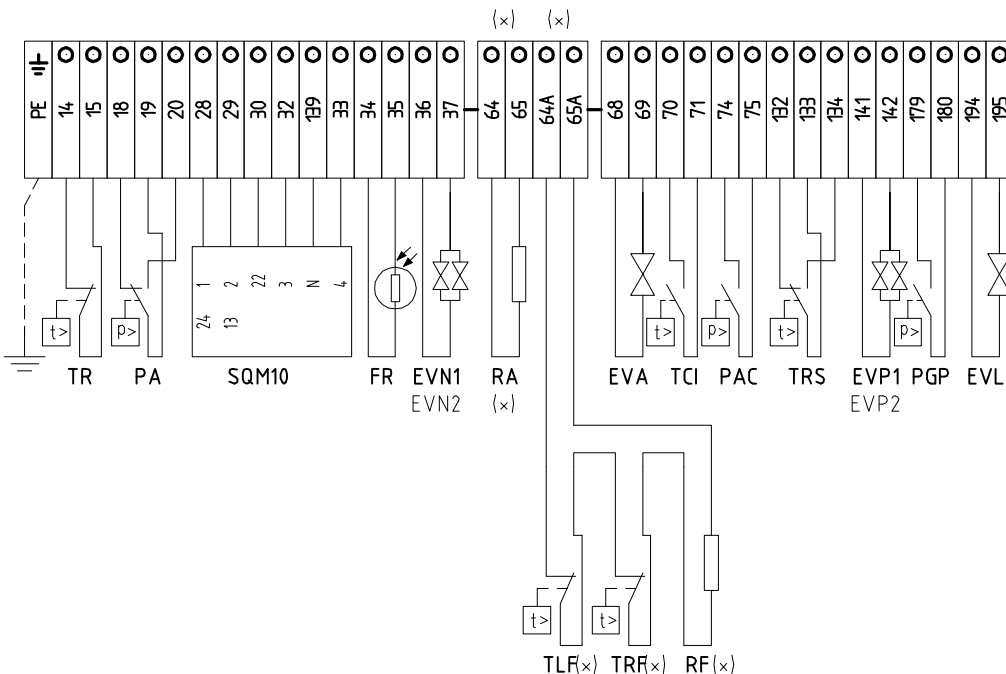 (x) (x)
PE 14 15 18 19 20 28 29 30 32 139 33 34 35 36 37 64 65 64A 65A 68 69 70 71 74 75 132 133 134 141 142 179 180 194 195
1 2 22 3 N 4
24 13
t> p> t> p> t> p>
TR PA SQM10 FR EVN1 RA EVA TCI PAC TRS EVP1 PGP EVL
EVN2 (x) EVP2
t> t>
TLF(x) TRF(x) RF(x)